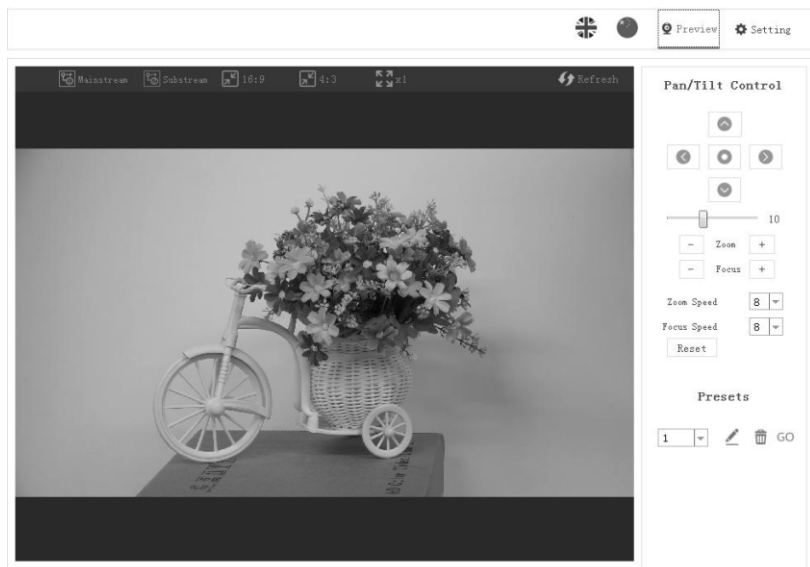 Preview Setting
Mainstream Substream 16:9 4:3 x1 Refresh
Pan/Tilt Control
10
- Zoom +
- Focus +
Zoom Speed 8
Focus Speed 8
Reset
Presets
1 GO